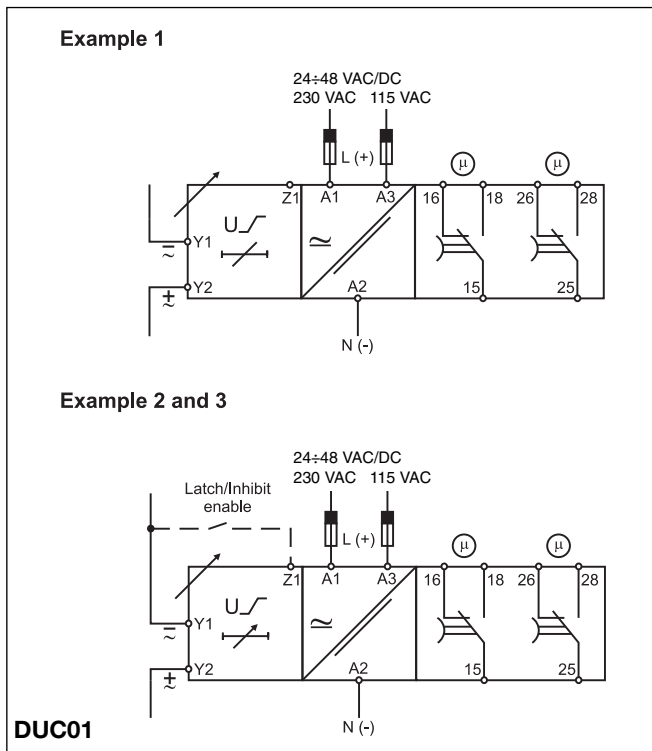 Example 1
24÷48 VAC/DC
230 VAC 115 VAC
L (+)
μ μ
Z1 A1 A3 16 18 26 28
U
Y1
≃
Y2
A2 15 25
N (-)
Example 2 and 3
24÷48 VAC/DC
230 VAC 115 VAC
Latch/Inhibit
enable
L (+)
μ μ
Z1 A1 A3 16 18 26 28
U
Y1
≃
Y2
A2 15 25
N (-)
DUC01